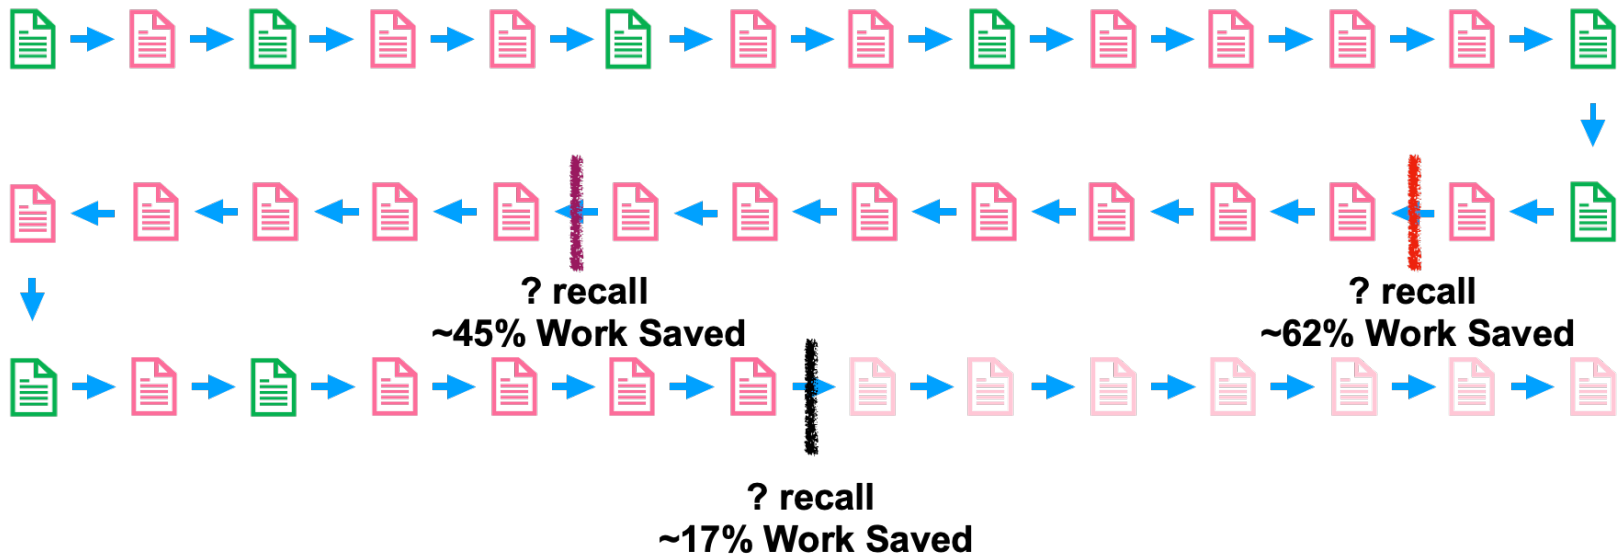 ? recall
~45% Work Saved
? recall
~62% Work Saved
? recall
~17% Work Saved